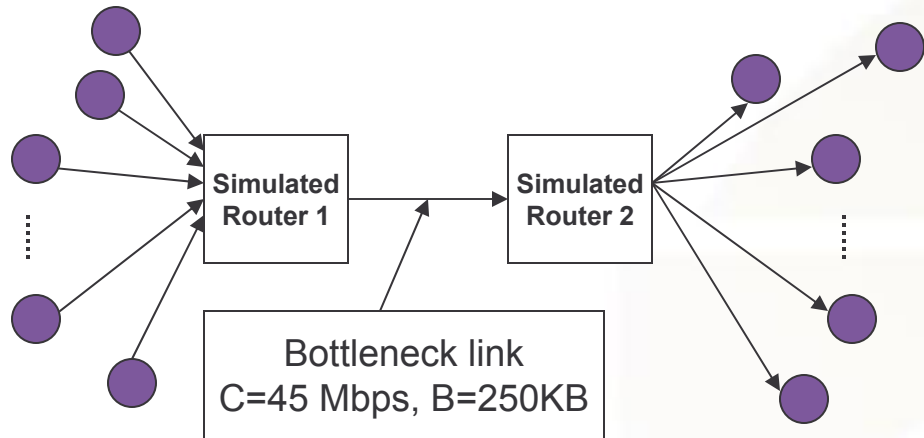 Simulated
Router 1
Simulated
Router 2
Bottleneck link
C=45 Mbps, B=250KB